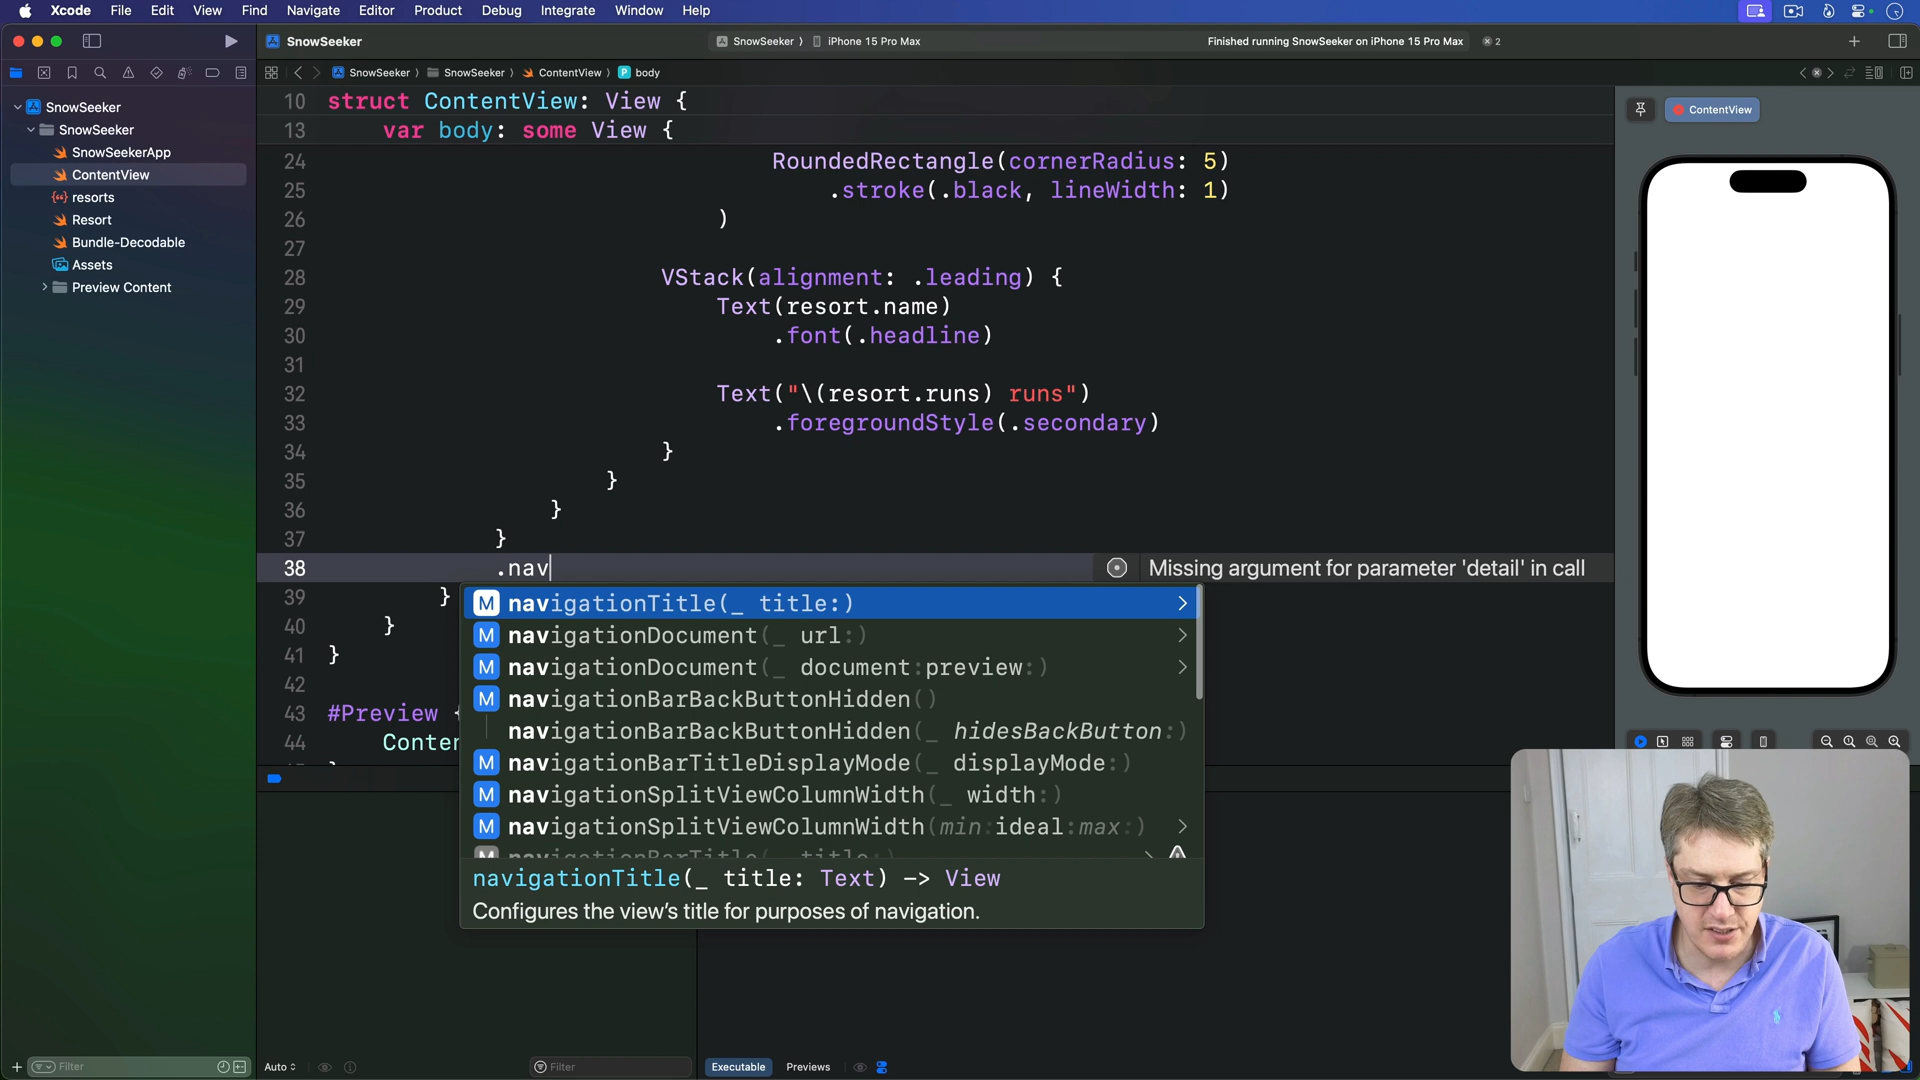 Xcode File Edit View Find Navigate Editor Product Debug Integrate Window Help
SnowSeeker
SnowSeeker 〉 iPhone 15 Pro Max
Finished running SnowSeeker on iPhone 15 Pro Max
2
SnowSeeker 〉 SnowSeeker 〉 ContentView 〉 P body
SnowSeeker
SnowSeeker
SnowSeekerApp
ContentView
resorts
Resort
Bundle-Decodable
Assets
Preview Content
10 struct ContentView: View {
13 var body: some View {
24 RoundedRectangle(cornerRadius: 5)
25 .stroke(.black, lineWidth: 1)
26 )
27
28 VStack(alignment: .leading) {
29 Text(resort.name)
30 .font(.headline)
31
32 Text("\(resort.runs) runs")
33 .foregroundStyle(.secondary)
34 }
35 }
36 }
37 }
38 .nav
Missing argument for parameter 'detail' in call
39 }
40 }
41 }
42
43 #Preview {
44 Conten
M navigationTitle(_ title:)
M navigationDocument(_ url:)
M navigationDocument(_ document:preview:)
M navigationBarBackButtonHidden()
navigationBarBackButtonHidden(_ hidesBackButton:)
M navigationBarTitleDisplayMode(_ displayMode:)
M navigationSplitViewColumnWidth(_ width:)
M navigationSplitViewColumnWidth(min:ideal:max:)
M navigationBarTitle(_ title:)
navigationTitle(_ title: Text) -> View
Configures the view's title for purposes of navigation.
ContentView
Filter
Auto
Filter
Executable
Previews